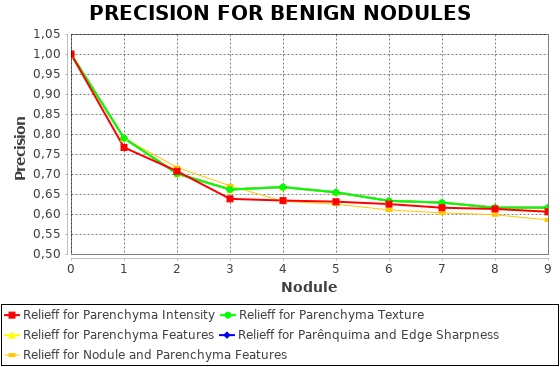 PRECISION FOR BENIGN NODULES
1,05
1,00
0,95
0,90
0,85
0,80
0,75
0,70
0,65
0,60
0,55
0,50
Precision
0 1 2 3 4 5 6 7 8 9
Nodule
Relieff for Parenchyma Intensity Relieff for Parenchyma Texture
Relieff for Parenchyma Features Relieff for Parênquima and Edge Sharpness
Relieff for Nodule and Parenchyma Features